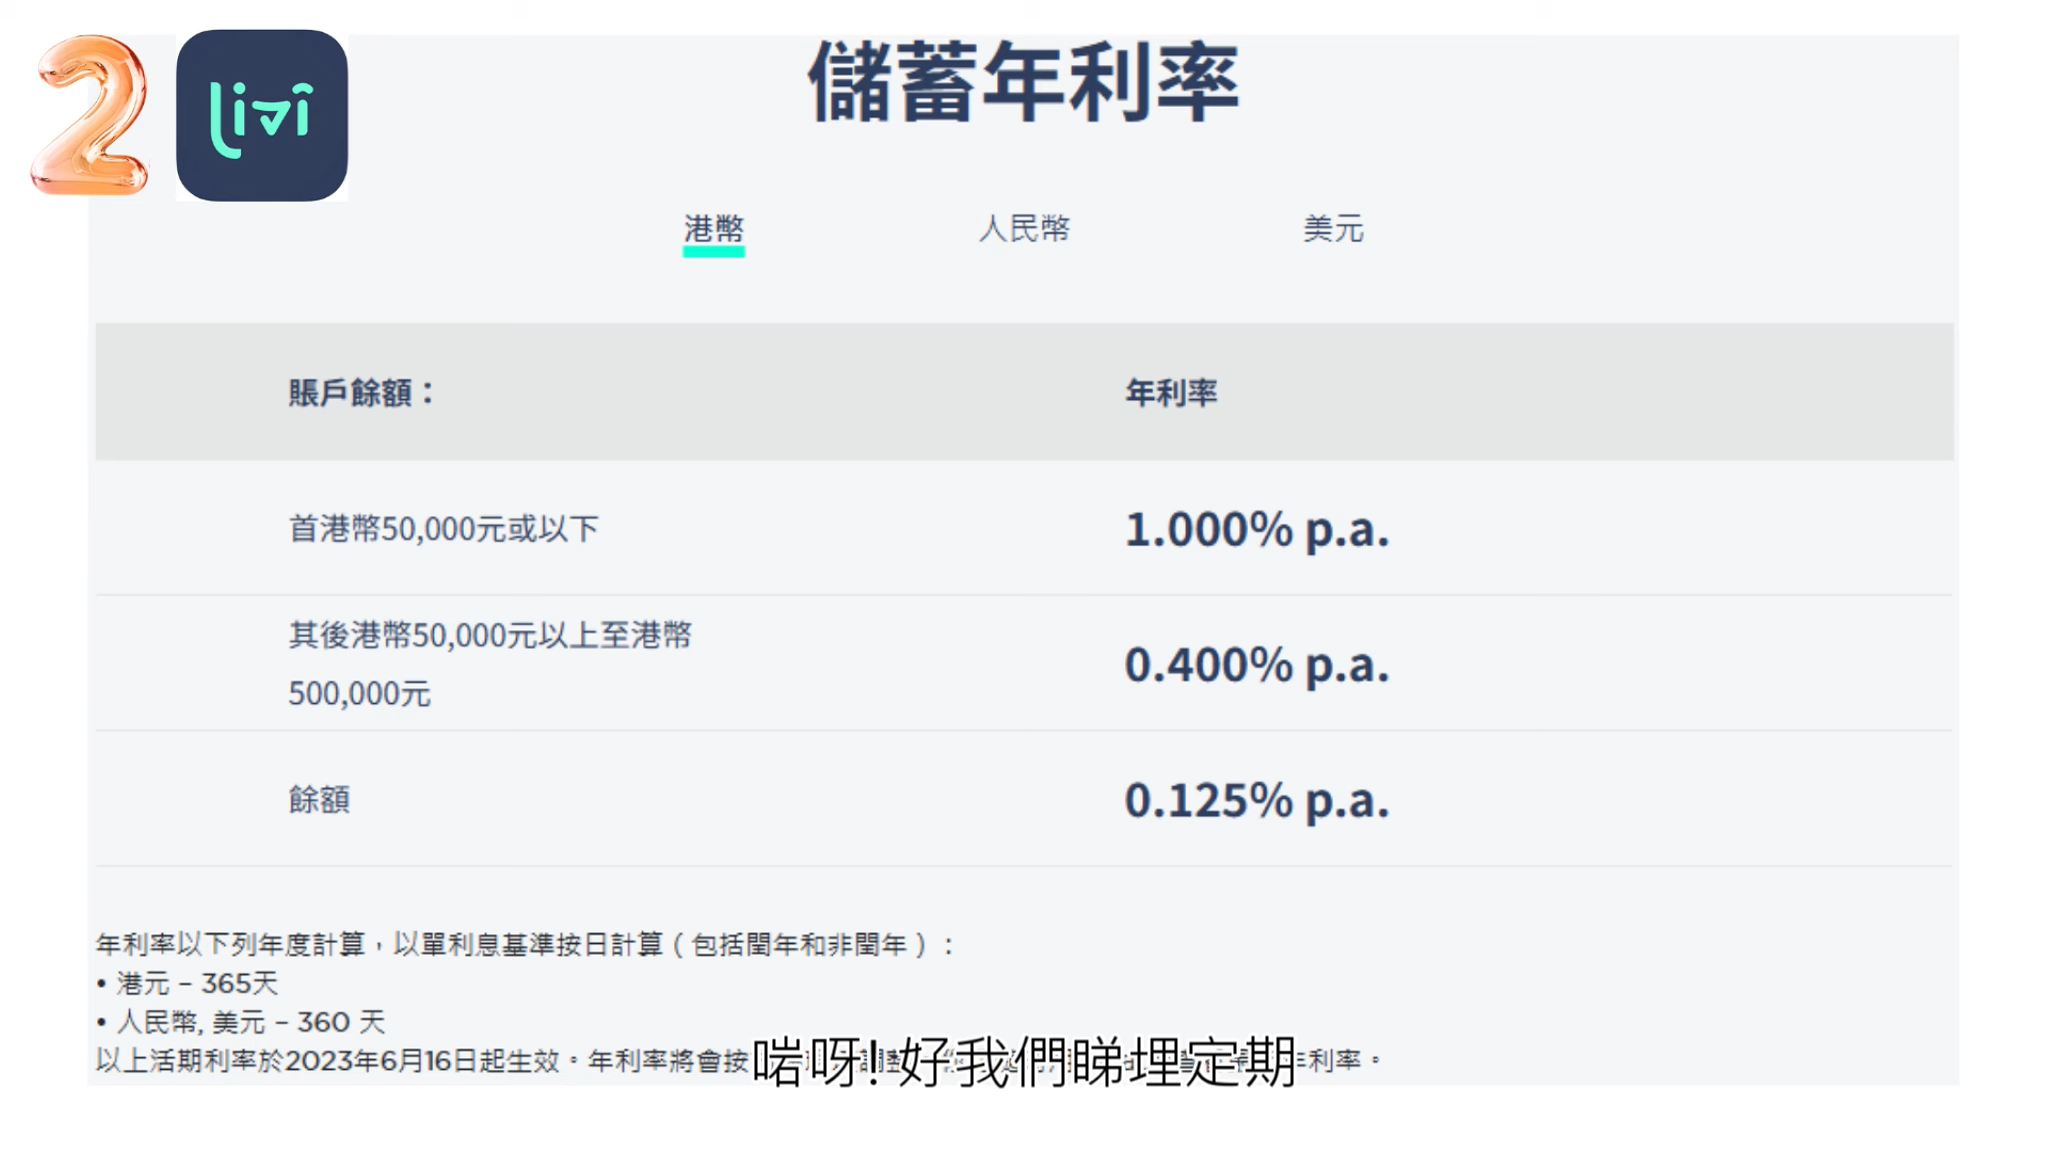 2
livi
儲蓄年利率
港幣 人民幣 美元
賬戶餘額： 年利率
首港幣50,000元或以下 1.000% p.a.
其後港幣50,000元以上至港幣
500,000元 0.400% p.a.
餘額 0.125% p.a.
年利率以下列年度計算，以單利息基準按日計算（包括閏年和非閏年）：
• 港元 – 365天
• 人民幣, 美元 – 360 天
以上活期利率於2023年6月16日起生效。年利率將會按 年利率。
啱呀! 好我們睇埋定期